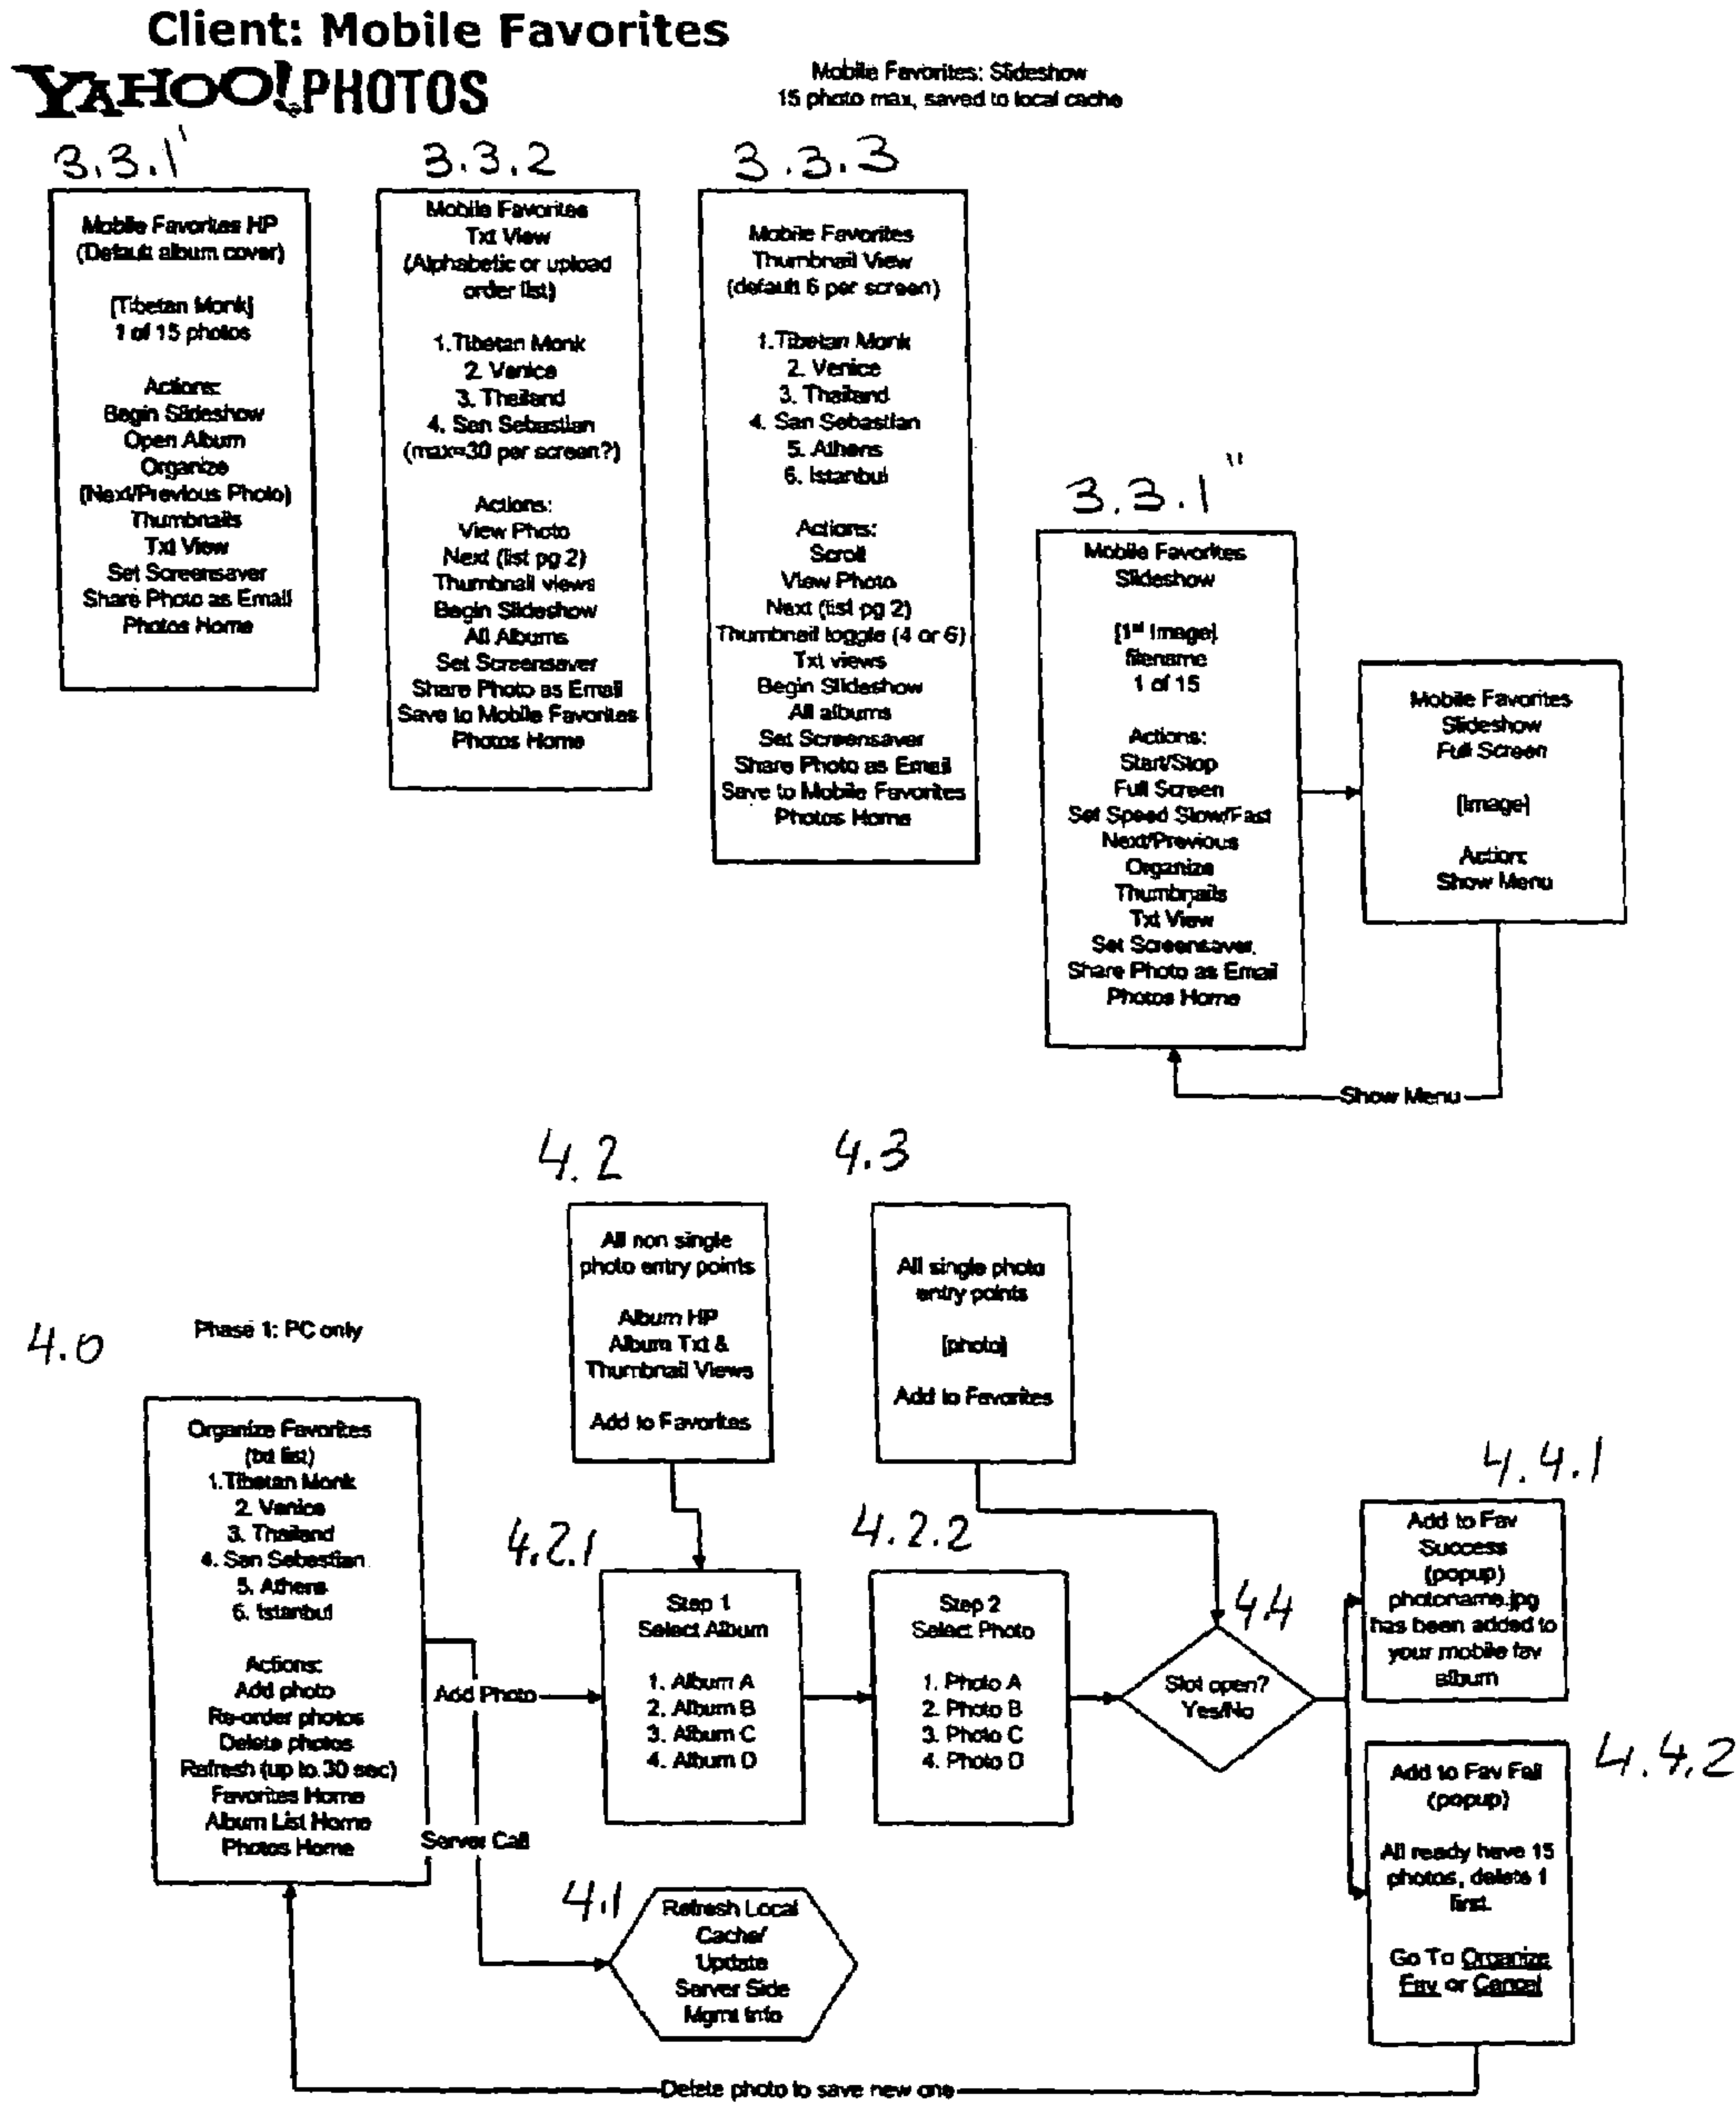 Client: Mobile Favorites
YAHOO! PHOTOS
Mobile Favorites: Slideshow
15 photo max, saved to local cache
3.3.1'
Mobile Favorites HP
(Default album cover)
[Tibetan Monk]
1 of 15 photos
Actions:
Begin Slideshow
Open Album
Organize
(Next/Previous Photo)
Thumbnails
Txt View
Set Screensaver
Share Photo as Email
Photos Home
3.3.2
Mobile Favorites
Txt View
(Alphabetic or upload
order list)
1.Tibetan Monk
2. Venice
3. Thailand
4. San Sebastian
(max=30 per screen?)
Actions:
View Photo
Next (list pg 2)
Thumbnail views
Begin Slideshow
All Albums
Set Screensaver
Share Photo as Email
Save to Mobile Favorites
Photos Home
3.3.3
Mobile Favorites
Thumbnail View
(default 6 per screen)
1.Tibetan Monk
2. Venice
3. Thailand
4. San Sebastian
5. Athens
6. Istanbul
Actions:
Scroll
View Photo
Next (list pg 2)
Thumbnail toggle (4 or 6)
Txt views
Begin Slideshow
All albums
Set Screensaver
Share Photo as Email
Save to Mobile Favorites
Photos Home
3.3.1"
Mobile Favorites
Slideshow
[1st Image]
filename
1 of 15
Actions:
Start/Stop
Full Screen
Set Speed Slow/Fast
Next/Previous
Organize
Thumbnails
Txt View
Set Screensaver
Share Photo as Email
Photos Home
Mobile Favorites
Slideshow
Full Screen
[Image]
Action:
Show Menu
Show Menu
4.2
All non single
photo entry points
Album HP
Album Txt &
Thumbnail Views
Add to Favorites
4.3
All single photo
entry points
[photo]
Add to Favorites
4.0
Phase 1: PC only
Organize Favorites
(txt list)
1.Tibetan Monk
2. Venice
3. Thailand
4. San Sebastian
5. Athens
6. Istanbul
Actions:
Add photo
Re-order photos
Delete photos
Refresh (up to 30 sec)
Favorites Home
Album List Home
Photos Home
Add Photo
Server Call
4.1
Refresh Local
Cache/
Update
Server Side
Mgmt Info
4.2.1
Step 1
Select Album
1. Album A
2. Album B
3. Album C
4. Album D
4.2.2
Step 2
Select Photo
1. Photo A
2. Photo B
3. Photo C
4. Photo D
4.4
Slot open?
Yes/No
4.4.1
Add to Fav
Success
(popup)
photoname.jpg
has been added to
your mobile fav
album
4.4.2
Add to Fav Fail
(popup)
All ready have 15
photos, delete 1
first.
Go To Organize
Fav or Cancel
Delete photo to save new one